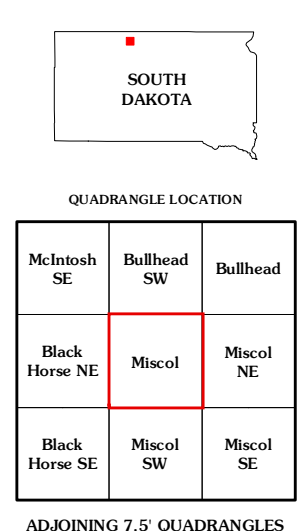 SOUTH
DAKOTA
QUADRANGLE LOCATION
McIntosh
SE
Bullhead
SW
Bullhead
Black
Horse NE
Miscol
Miscol
NE
Black
Horse SE
Miscol
SW
Miscol
SE
ADJOINING 7.5' QUADRANGLES